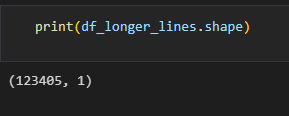 print(df_longer_lines.shape)
(123405, 1)